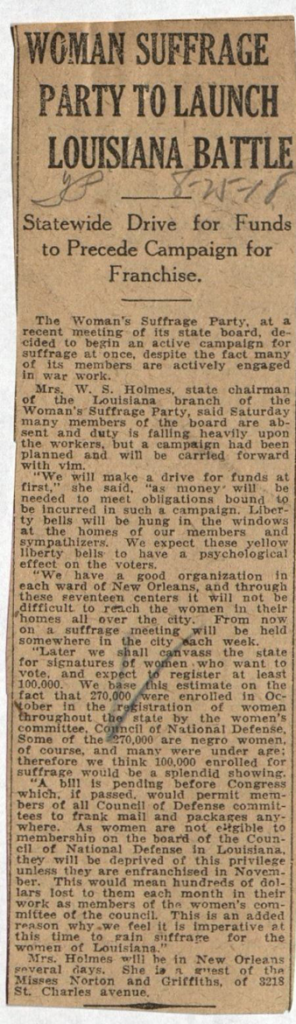 WOMAN SUFFRAGE
PARTY TO LAUNCH
LOUISIANA BATTLE
8-25-18
Statewide Drive for Funds
to Precede Campaign for
Franchise.
The Woman's Suffrage Party, at a
recent meeting of its state board, de-
cided to begin an active campaign for
suffrage at once, despite the fact many
of its members are actively engaged
in war work.
Mrs. W. S. Holmes, state chairman
of the Louisiana branch of the
Woman's Suffrage Party, said Saturday
many members of the board are ab-
sent and duty is falling heavily upon
the workers, but a campaign had been
planned and will be carried forward
with vim.
"We will make a drive for funds at
first," she said, "as money will be
needed to meet obligations bound to
be incurred in such a campaign. Liber-
ty bells will be hung in the windows
at the homes of our members and
sympathizers. We expect these yellow
liberty bells to have a psychological
effect on the voters.
"We have a good organization in
each ward of New Orleans, and through
these seventeen centers it will not be
difficult to reach the women in their
homes all over the city. From now
on a suffrage meeting will be held
somewhere in the city each week.
"Later we shall canvass the state
for signatures of women who want to
vote, and expect to register at least
100,000. We base this estimate on the
fact that 270,000 were enrolled in Oc-
tober in the registration of women
throughout the state by the women's
committee, Council of National Defense.
Some of the 270,000 are negro women,
of course, and many were under age;
therefore we think 100,000 enrolled for
suffrage would be a splendid showing.
"A bill is pending before Congress
which, if passed, would permit mem-
bers of all Council of Defense commit-
tees to frank mail and packages any-
where. As women are not eligible to
membership on the board of the Coun-
cil of National Defense in Louisiana,
they will be deprived of this privilege
unless they are enfranchised in Novem-
ber. This would mean hundreds of dol-
lars lost to them each month in their
work as members of the women's com-
mittee of the council. This is an added
reason why we feel it is imperative at
this time to gain suffrage for the
women of Louisiana."
Mrs. Holmes will be in New Orleans
several days. She is a guest of the
Misses Norton and Griffiths, of 3218
St. Charles avenue.